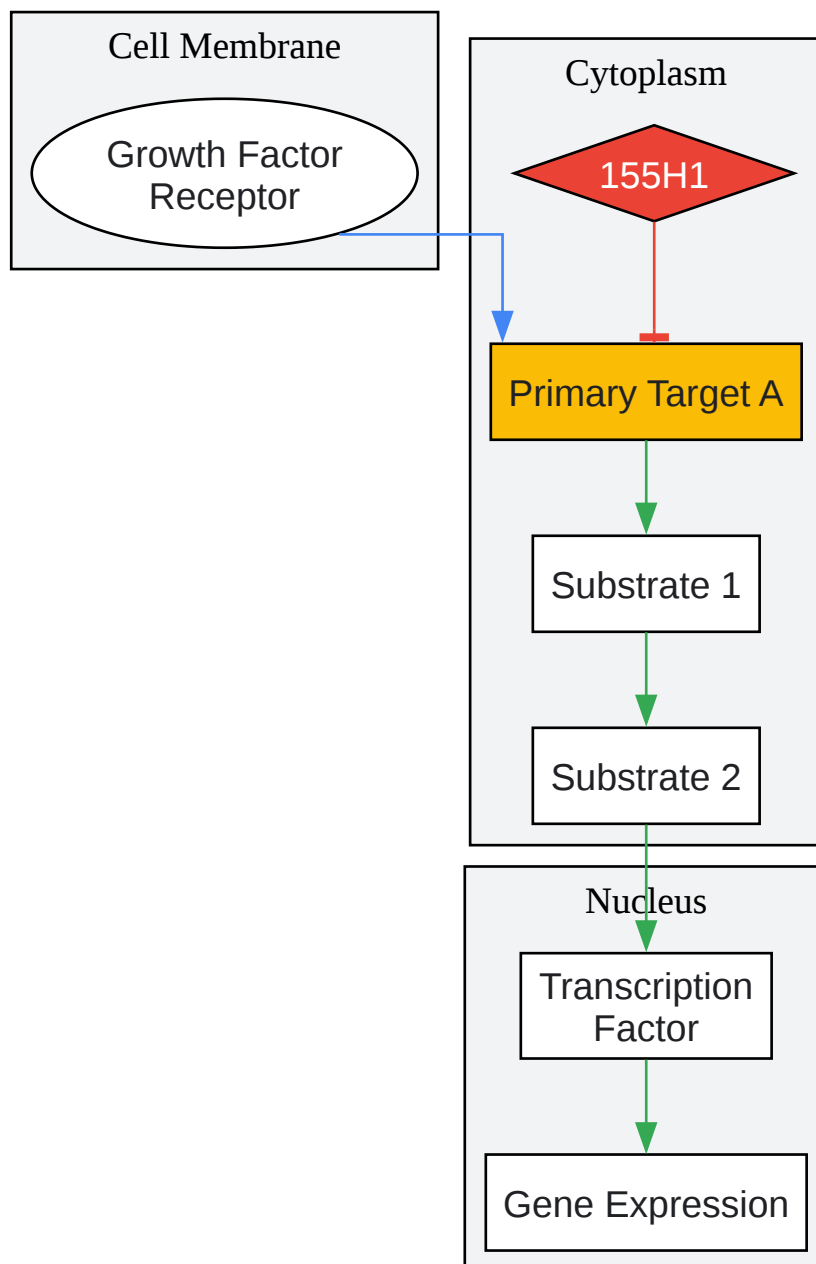 Cell Membrane
Growth Factor
Receptor
Cytoplasm
155H1
Primary Target A
Substrate 1
Substrate 2
Nucleus
Transcription
Factor
Gene Expression